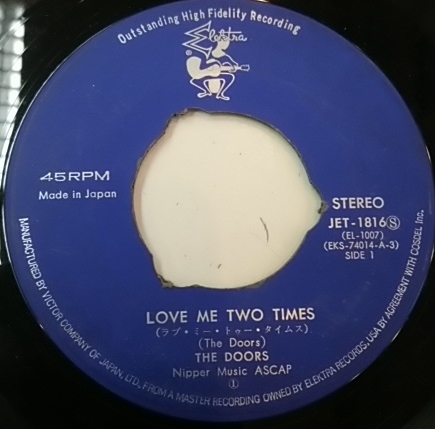 Outstanding High Fidelity Recording
Elektra
®
45RPM
Made in Japan
STEREO
JET-1816Ⓢ
(EL-1007)
(EKS-74014-A-3)
SIDE 1
LOVE ME TWO TIMES
(ラブ・ミー・トゥー・タイムス)
(The Doors)
THE DOORS
Nipper Music ASCAP
①
MANUFACTURED BY VICTOR COMPANY OF JAPAN, LTD, FROM A MASTER RECORDING OWNED BY ELEKTRA RECORDS, USA BY AGREEMENT WITH COSDEL Inc.